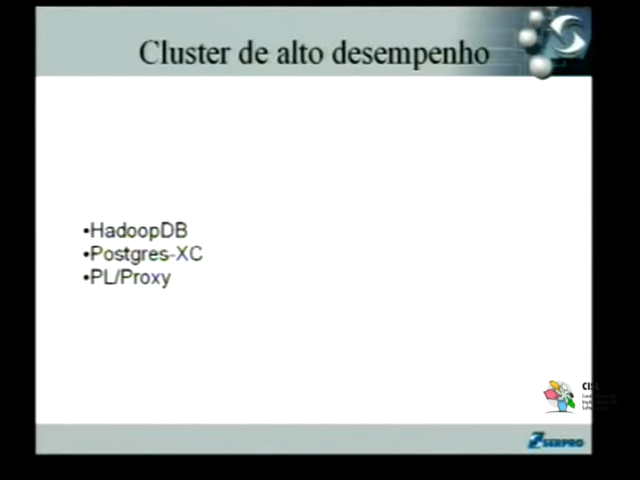 Cluster de alto desempenho
•HadoopDB
•Postgres-XC
•PL/Proxy
SERPRO